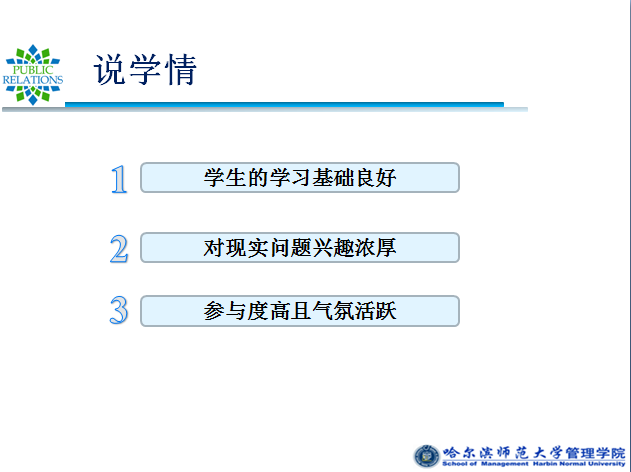 PUBLIC
RELATIONS
说学情
1 学生的学习基础良好
2 对现实问题兴趣浓厚
3 参与度高且气氛活跃
哈尔滨师范大学管理学院
School of Management Harbin Normal University